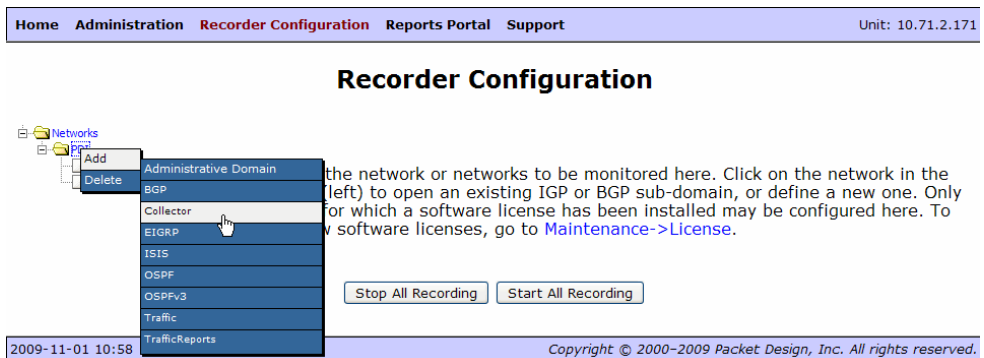 Home Administration Recorder Configuration Reports Portal Support Unit: 10.71.2.171
Recorder Configuration
Networks
PDI
Add
Delete
Administrative Domain
BGP
Collector
EIGRP
ISIS
OSPF
OSPFv3
Traffic
TrafficReports
the network or networks to be monitored here. Click on the network in the
(left) to open an existing IGP or BGP sub-domain, or define a new one. Only
for which a software license has been installed may be configured here. To
software licenses, go to Maintenance->License.
Stop All Recording Start All Recording
2009-11-01 10:58 Copyright © 2000-2009 Packet Design, Inc. All rights reserved.